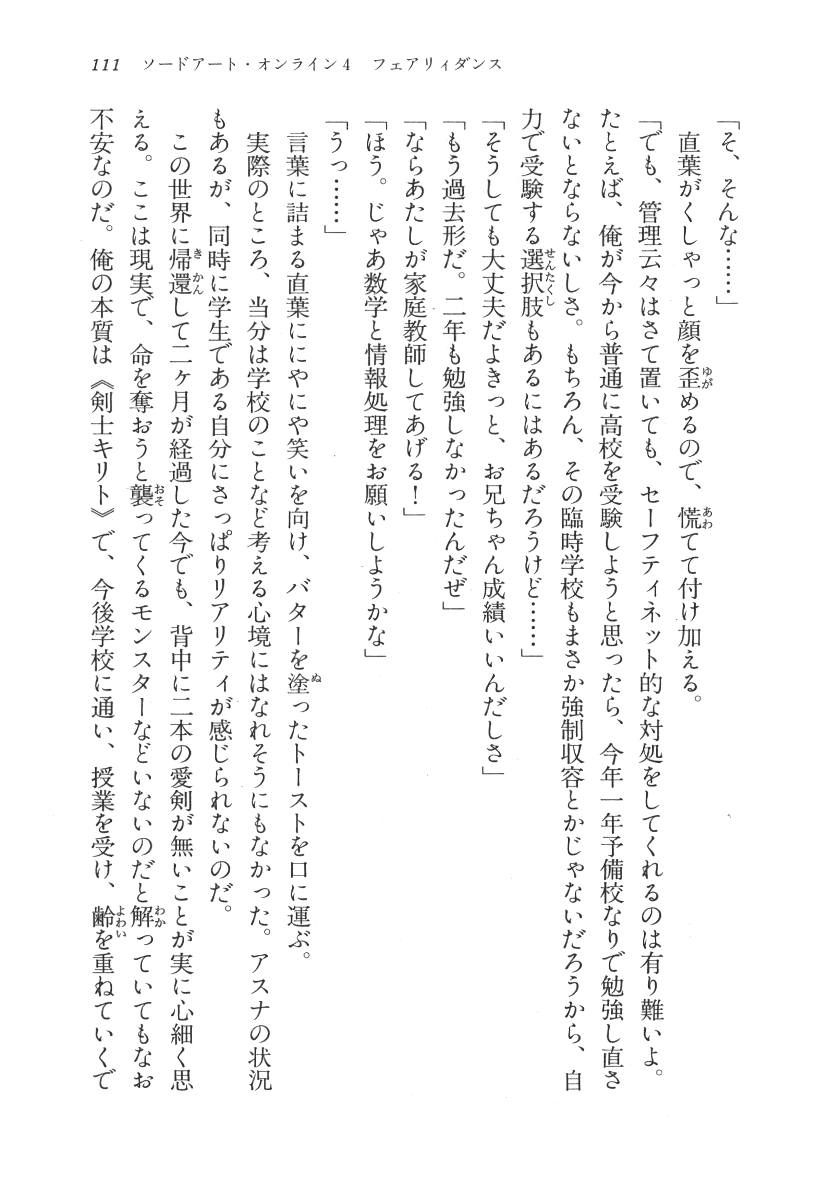 111 ソードアート・オンライン4 フェアリィダンス
「そ、そんな……」
直葉がくしゃっと顔を歪めるので、慌てて付け加える。
「でも、管理云々はさて置いても、セーフティネット的な対処をしてくれるのは有り難いよ。
たとえば、俺が今から普通に高校を受験しようと思ったら、今年一年予備校なりで勉強し直さ
ないとならないしさ。もちろん、その臨時学校もまさか強制収容とかじゃないだろうから、自
力で受験する選択肢もあるにはあるだろうけど……」
「そうしても大丈夫だよきっと、お兄ちゃん成績いいんだしさ」
「もう過去形だ。二年も勉強しなかったんだぜ」
「ならあたしが家庭教師してあげる！」
「ほう。じゃあ数学と情報処理をお願いしようかな」
「うっ……」
言葉に詰まる直葉ににやにや笑いを向け、バターを塗ったトーストを口に運ぶ。
実際のところ、当分は学校のことなど考える心境にはなれそうにもなかった。アスナの状況
もあるが、同時に学生である自分にさっぱりリアリティが感じられないのだ。
この世界に帰還して二ヶ月が経過した今でも、背中に二本の愛剣が無いことが実に心細く思
える。ここは現実で、命を奪おうと襲ってくるモンスターなどいないのだと解っていてもなお
不安なのだ。俺の本質は《剣士キリト》で、今後学校に通い、授業を受け、齢を重ねていくで